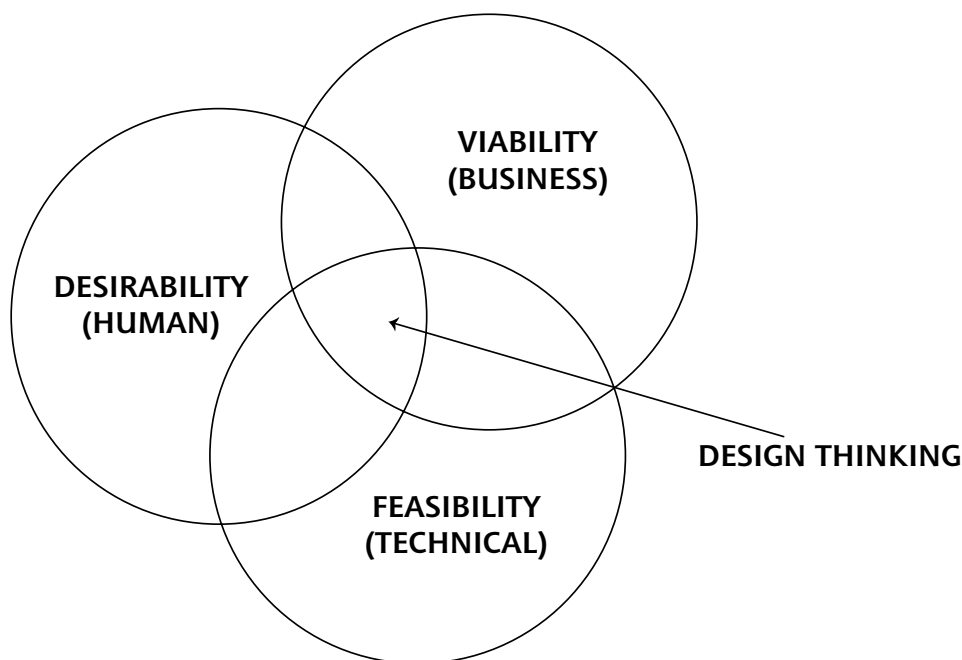 VIABILITY
(BUSINESS)
DESIRABILITY
(HUMAN)
DESIGN THINKING
FEASIBILITY
(TECHNICAL)